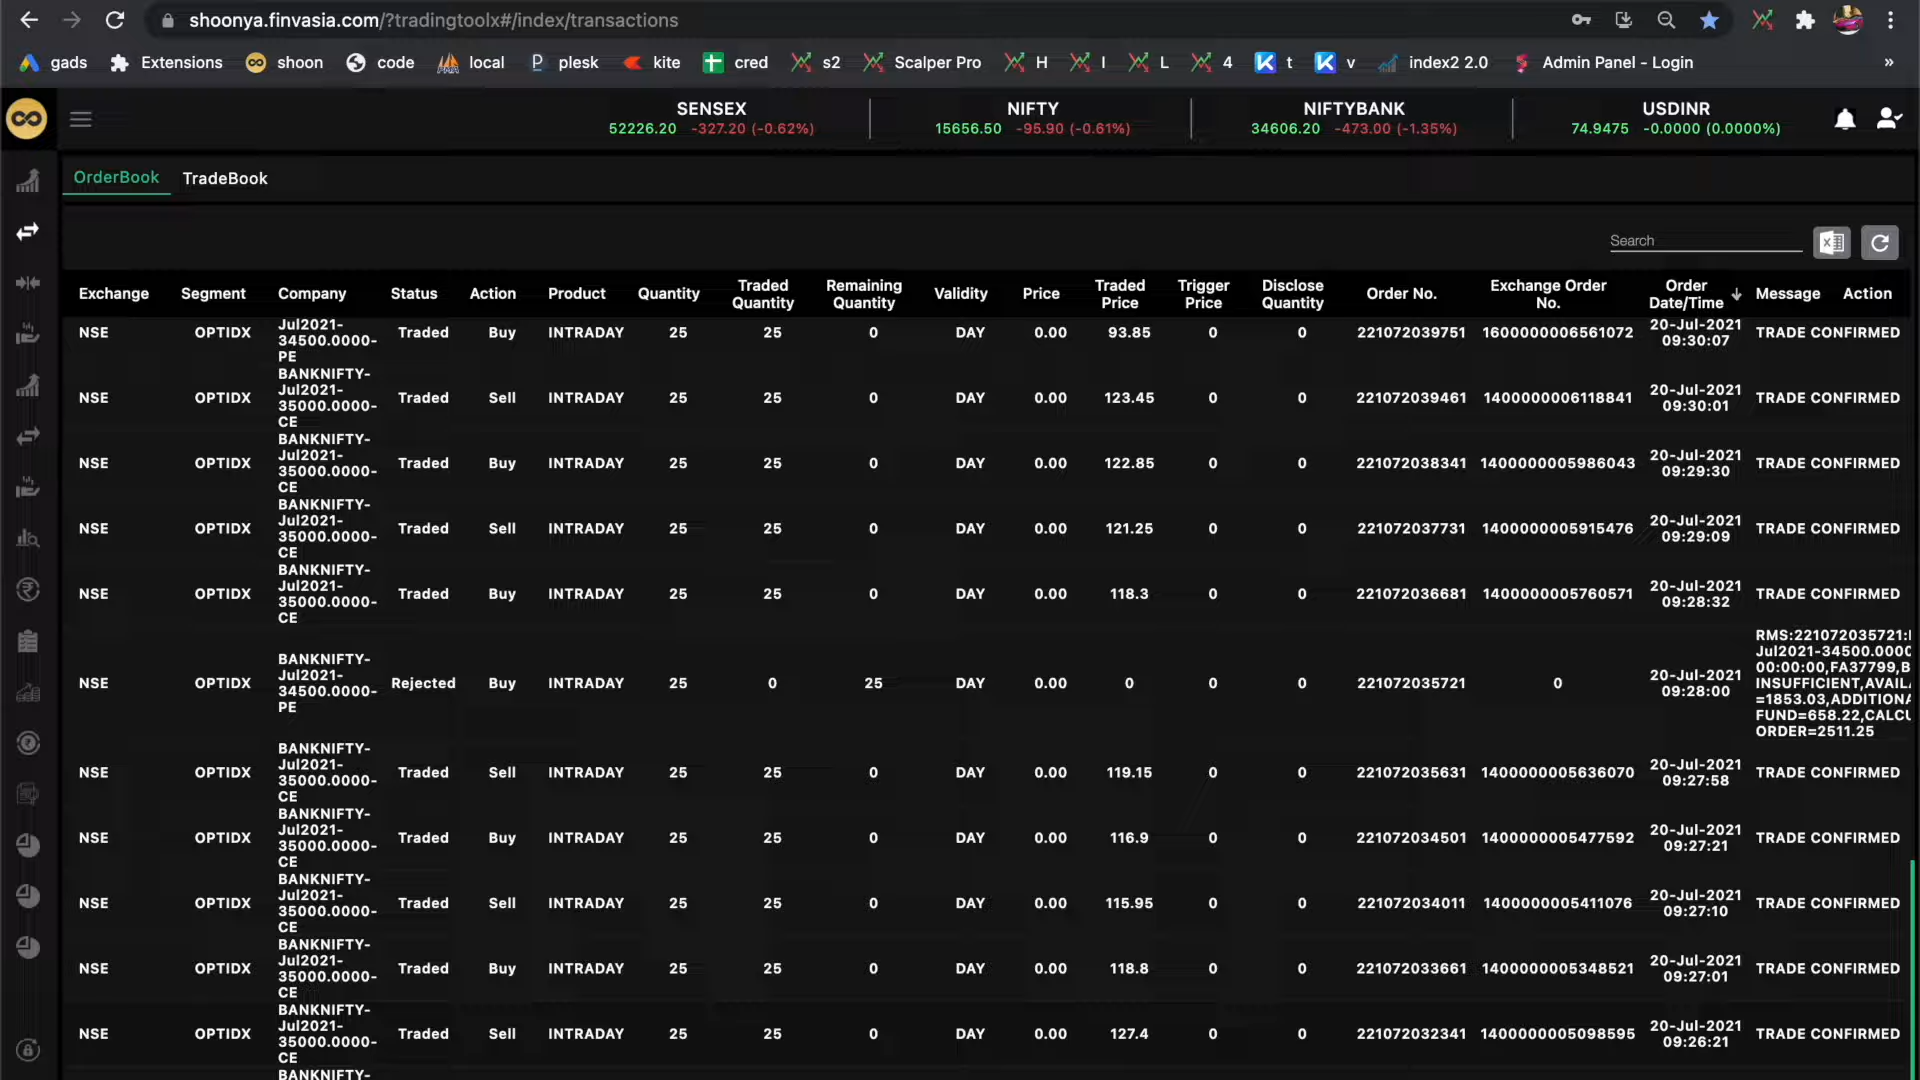 shoonya.finvasia.com/?tradingtoolx#/index/transactions
gads Extensions shoon code local plesk kite cred s2 Scalper Pro H I L 4 t v index2 2.0 Admin Panel - Login »
SENSEX NIFTY NIFTYBANK USDINR
52226.20 -327.20 (-0.62%) 15656.50 -95.90 (-0.61%) 34606.20 -473.00 (-1.35%) 74.9475 -0.0000 (0.0000%)
OrderBook TradeBook
Search
Exchange Segment Company Status Action Product Quantity Traded Quantity Remaining Quantity Validity Price Traded Price Trigger Price Disclose Quantity Order No. Exchange Order No. Order Date/Time Message Action
NSE OPTIDX Jul2021-34500.0000-PE Traded Buy INTRADAY 25 25 0 DAY 0.00 93.85 0 0 221072039751 1600000006561072 20-Jul-2021 09:30:07 TRADE CONFIRMED
NSE OPTIDX BANKNIFTY-Jul2021-35000.0000-CE Traded Sell INTRADAY 25 25 0 DAY 0.00 123.45 0 0 221072039461 1400000006118841 20-Jul-2021 09:30:01 TRADE CONFIRMED
NSE OPTIDX BANKNIFTY-Jul2021-35000.0000-CE Traded Buy INTRADAY 25 25 0 DAY 0.00 122.85 0 0 221072038341 1400000005986043 20-Jul-2021 09:29:30 TRADE CONFIRMED
NSE OPTIDX BANKNIFTY-Jul2021-35000.0000-CE Traded Sell INTRADAY 25 25 0 DAY 0.00 121.25 0 0 221072037731 1400000005915476 20-Jul-2021 09:29:09 TRADE CONFIRMED
NSE OPTIDX BANKNIFTY-Jul2021-35000.0000-CE Traded Buy INTRADAY 25 25 0 DAY 0.00 118.3 0 0 221072036681 1400000005760571 20-Jul-2021 09:28:32 TRADE CONFIRMED
NSE OPTIDX BANKNIFTY-Jul2021-34500.0000-PE Rejected Buy INTRADAY 25 0 25 DAY 0.00 0 0 0 221072035721 0 20-Jul-2021 09:28:00 RMS:221072035721: Jul2021-34500.000 00:00:00,FA37799,B INSUFFICIENT,AVAIL =1853.03,ADDITIONA FUND=658.22,CALCU ORDER=2511.25
NSE OPTIDX BANKNIFTY-Jul2021-35000.0000-CE Traded Sell INTRADAY 25 25 0 DAY 0.00 119.15 0 0 221072035631 1400000005636070 20-Jul-2021 09:27:58 TRADE CONFIRMED
NSE OPTIDX BANKNIFTY-Jul2021-35000.0000-CE Traded Buy INTRADAY 25 25 0 DAY 0.00 116.9 0 0 221072034501 1400000005477592 20-Jul-2021 09:27:21 TRADE CONFIRMED
NSE OPTIDX BANKNIFTY-Jul2021-35000.0000-CE Traded Sell INTRADAY 25 25 0 DAY 0.00 115.95 0 0 221072034011 1400000005411076 20-Jul-2021 09:27:10 TRADE CONFIRMED
NSE OPTIDX BANKNIFTY-Jul2021-35000.0000-CE Traded Buy INTRADAY 25 25 0 DAY 0.00 118.8 0 0 221072033661 1400000005348521 20-Jul-2021 09:27:01 TRADE CONFIRMED
NSE OPTIDX BANKNIFTY-Jul2021-35000.0000-CE Traded Sell INTRADAY 25 25 0 DAY 0.00 127.4 0 0 221072032341 1400000005098595 20-Jul-2021 09:26:21 TRADE CONFIRMED
BANKNIFTY-